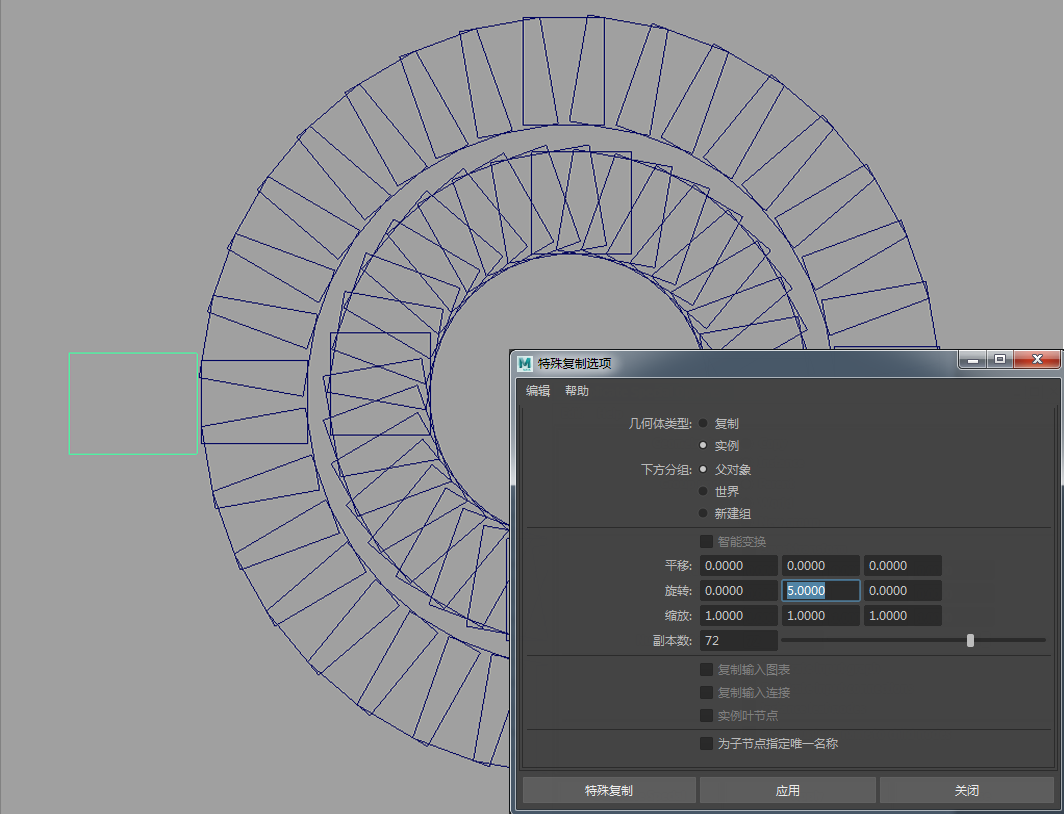 特殊复制选项
编辑 帮助
几何体类型: 复制
实例
下方分组: 父对象
世界
新建组
智能变换
平移: 0.0000 0.0000 0.0000
旋转: 0.0000 5.0000 0.0000
缩放: 1.0000 1.0000 1.0000
副本数: 72
复制输入图表
复制输入连接
实例叶节点
为子节点指定唯一名称
特殊复制 应用 关闭